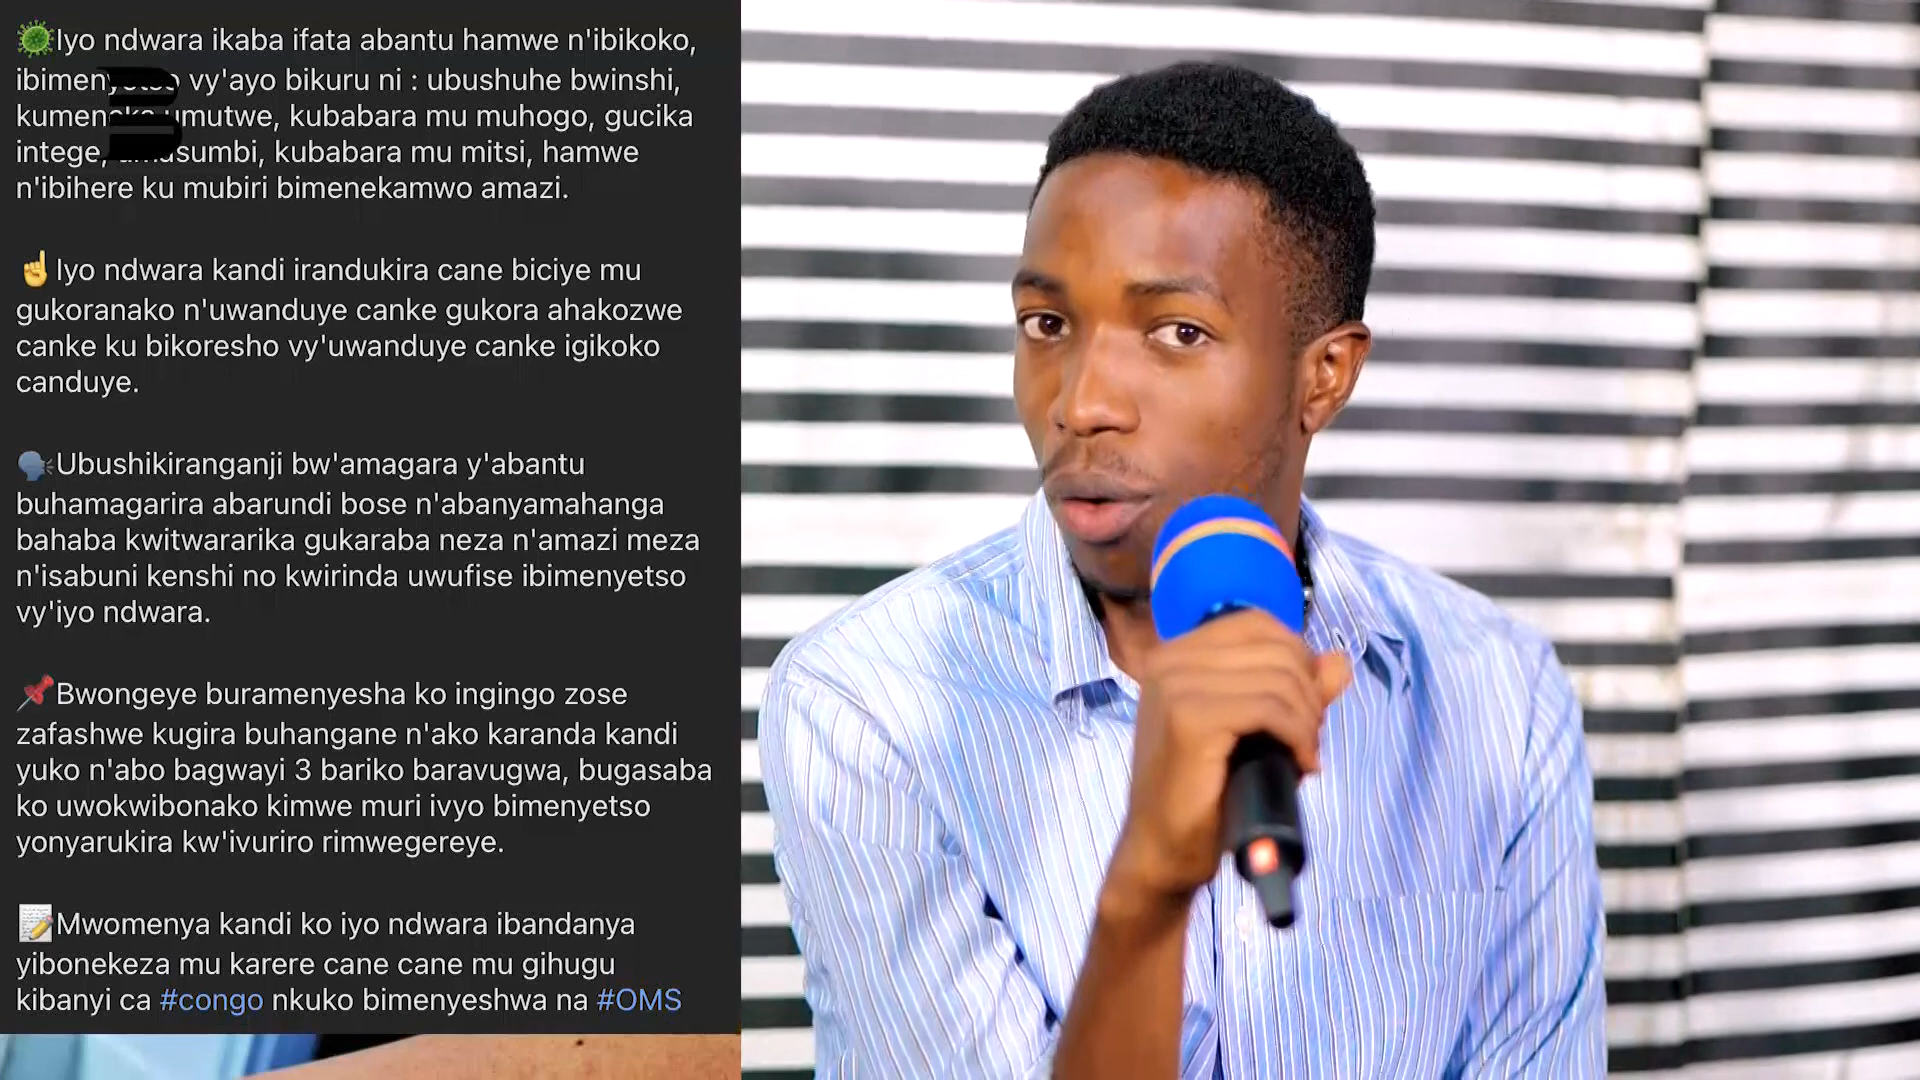 Iyo ndwara ikaba ifata abantu hamwe n'ibikoko,
vy'ayo bikuru ni : ubushuhe bwinshi,
kubabara mu muhogo, gucika
intege, kubabara mu mitsi, hamwe
n'ibihere ku mubiri bimenekamwo amazi.
Iyo ndwara kandi irandukira cane biciye mu
gukoranako n'uwanduye canke gukora ahakozwe
canke ku bikoresho vy'uwanduye canke igikoko
canduye.
Ubushikiranganji bw'amagara y'abantu
buhamagarira abarundi bose n'abanyamahanga
bahaba kwitwararika gukaraba neza n'amazi meza
n'isabuni kenshi no kwirinda uwufise ibimenyetso
vy'iyo ndwara.
Bwongeye buramenyesha ko ingingo zose
zafashwe kugira buhangane n'ako karanda kandi
yuko n'abo bagwayi 3 bariko baravugwa, bugasaba
ko uwokwibonako kimwe muri ivyo bimenyetso
yonyarukira kw'ivuriro rimwegereye.
Mwomenya kandi ko iyo ndwara ibandanya
yibonekeza mu karere cane cane mu gihugu
kibanyi ca #congo nkuko bimenyeshwa na #OMS